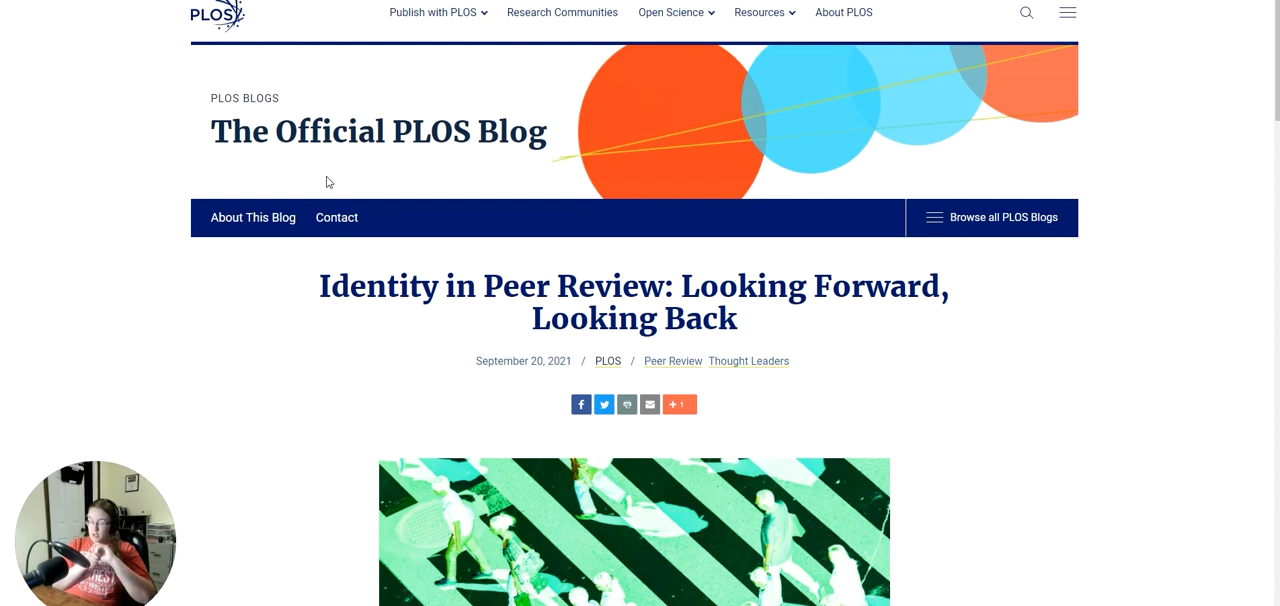 PLOS
Publish with PLOS Research Communities Open Science Resources About PLOS
PLOS BLOGS
The Official PLOS Blog
About This Blog Contact Browse all PLOS Blogs
Identity in Peer Review: Looking Forward,
Looking Back
September 20, 2021 / PLOS / Peer Review Thought Leaders
+ 1